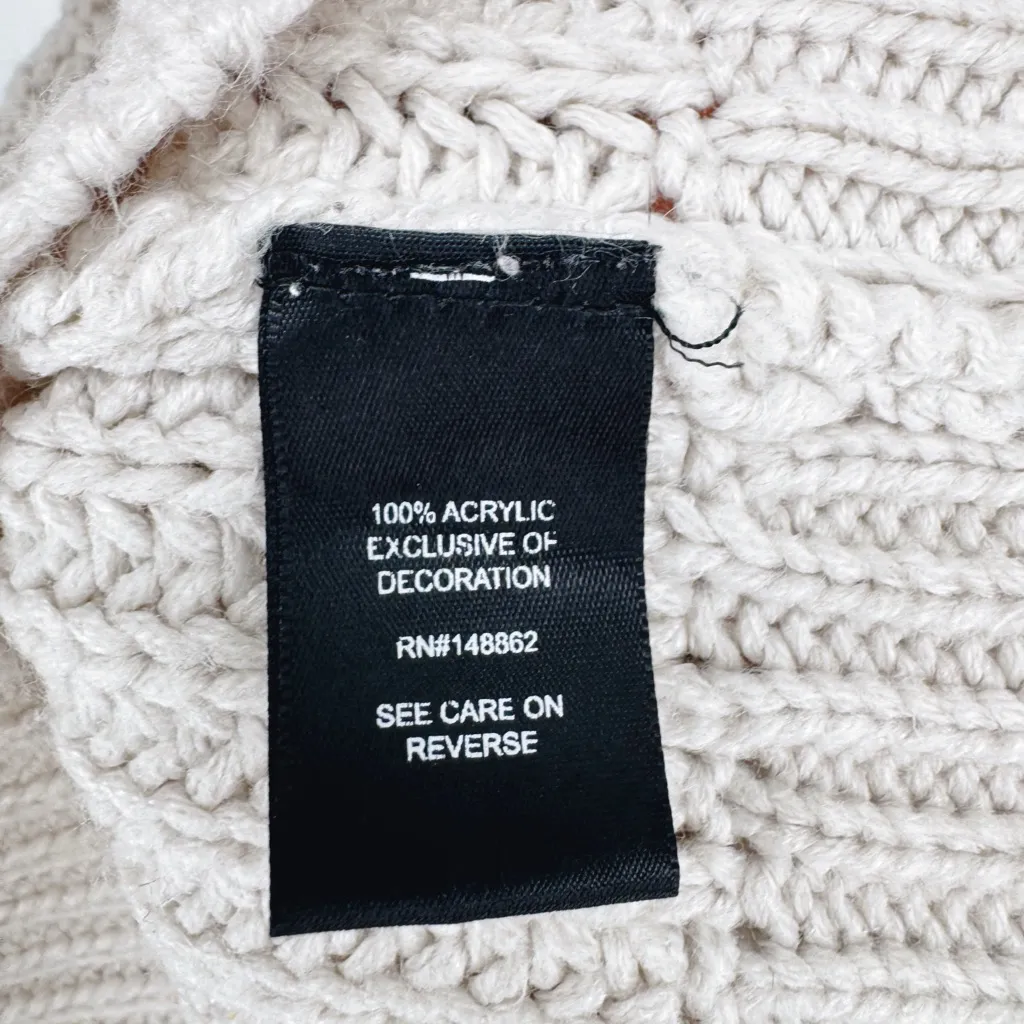 100% ACRYLIC
EXCLUSIVE OF
DECORATION
RN#148862
SEE CARE ON
REVERSE